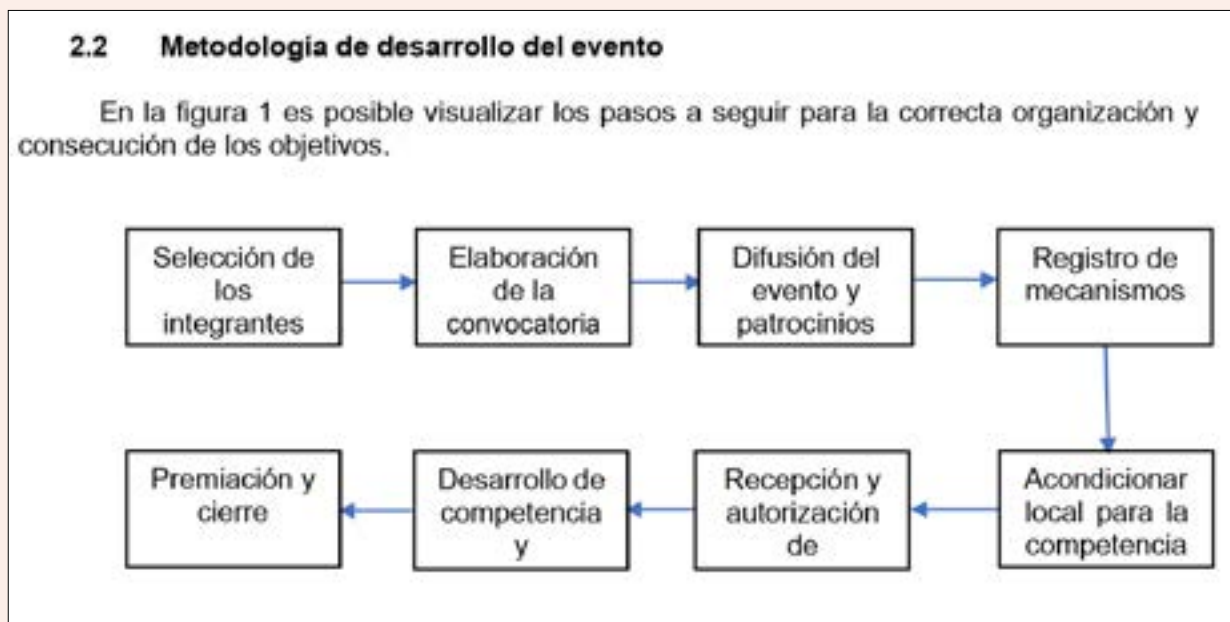 2.2 Metodología de desarrollo del evento
En la figura 1 es posible visualizar los pasos a seguir para la correcta organización y
consecución de los objetivos.
Selección de
los
integrantes
Elaboración
de la
convocatoria
Difusión del
evento y
patrocinios
Registro de
mecanismos
Acondicionar
local para la
competencia
Recepción y
autorización
de
Desarrollo de
competencia
y
Premiación y
cierre